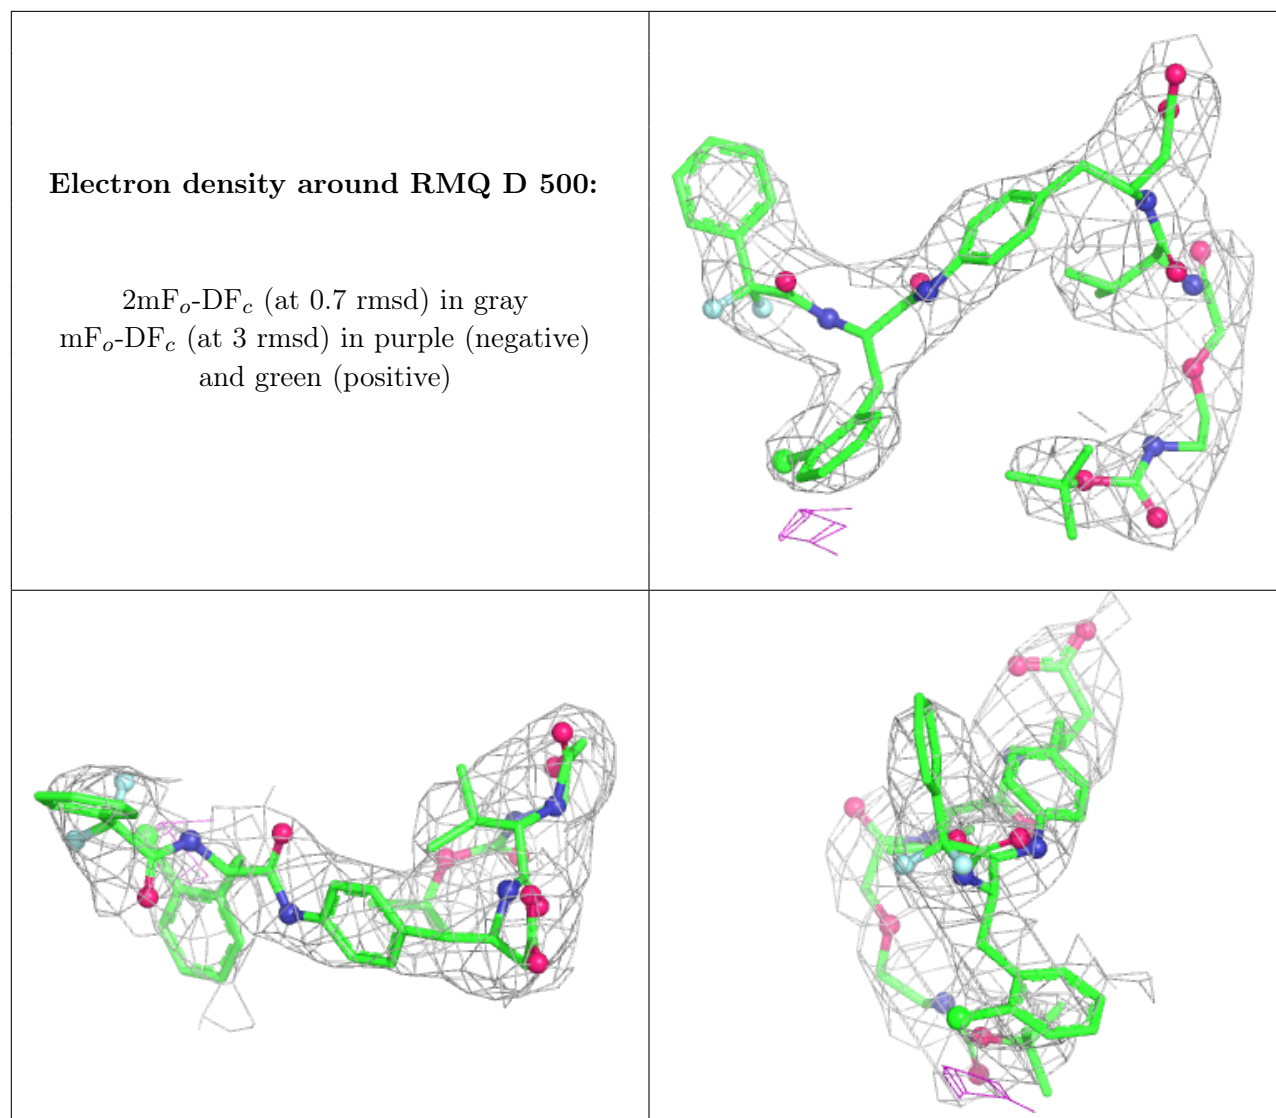 Electron density around RMQ D 500:
2mFo-DFc (at 0.7 rmsd) in gray
mFo-DFc (at 3 rmsd) in purple (negative)
and green (positive)